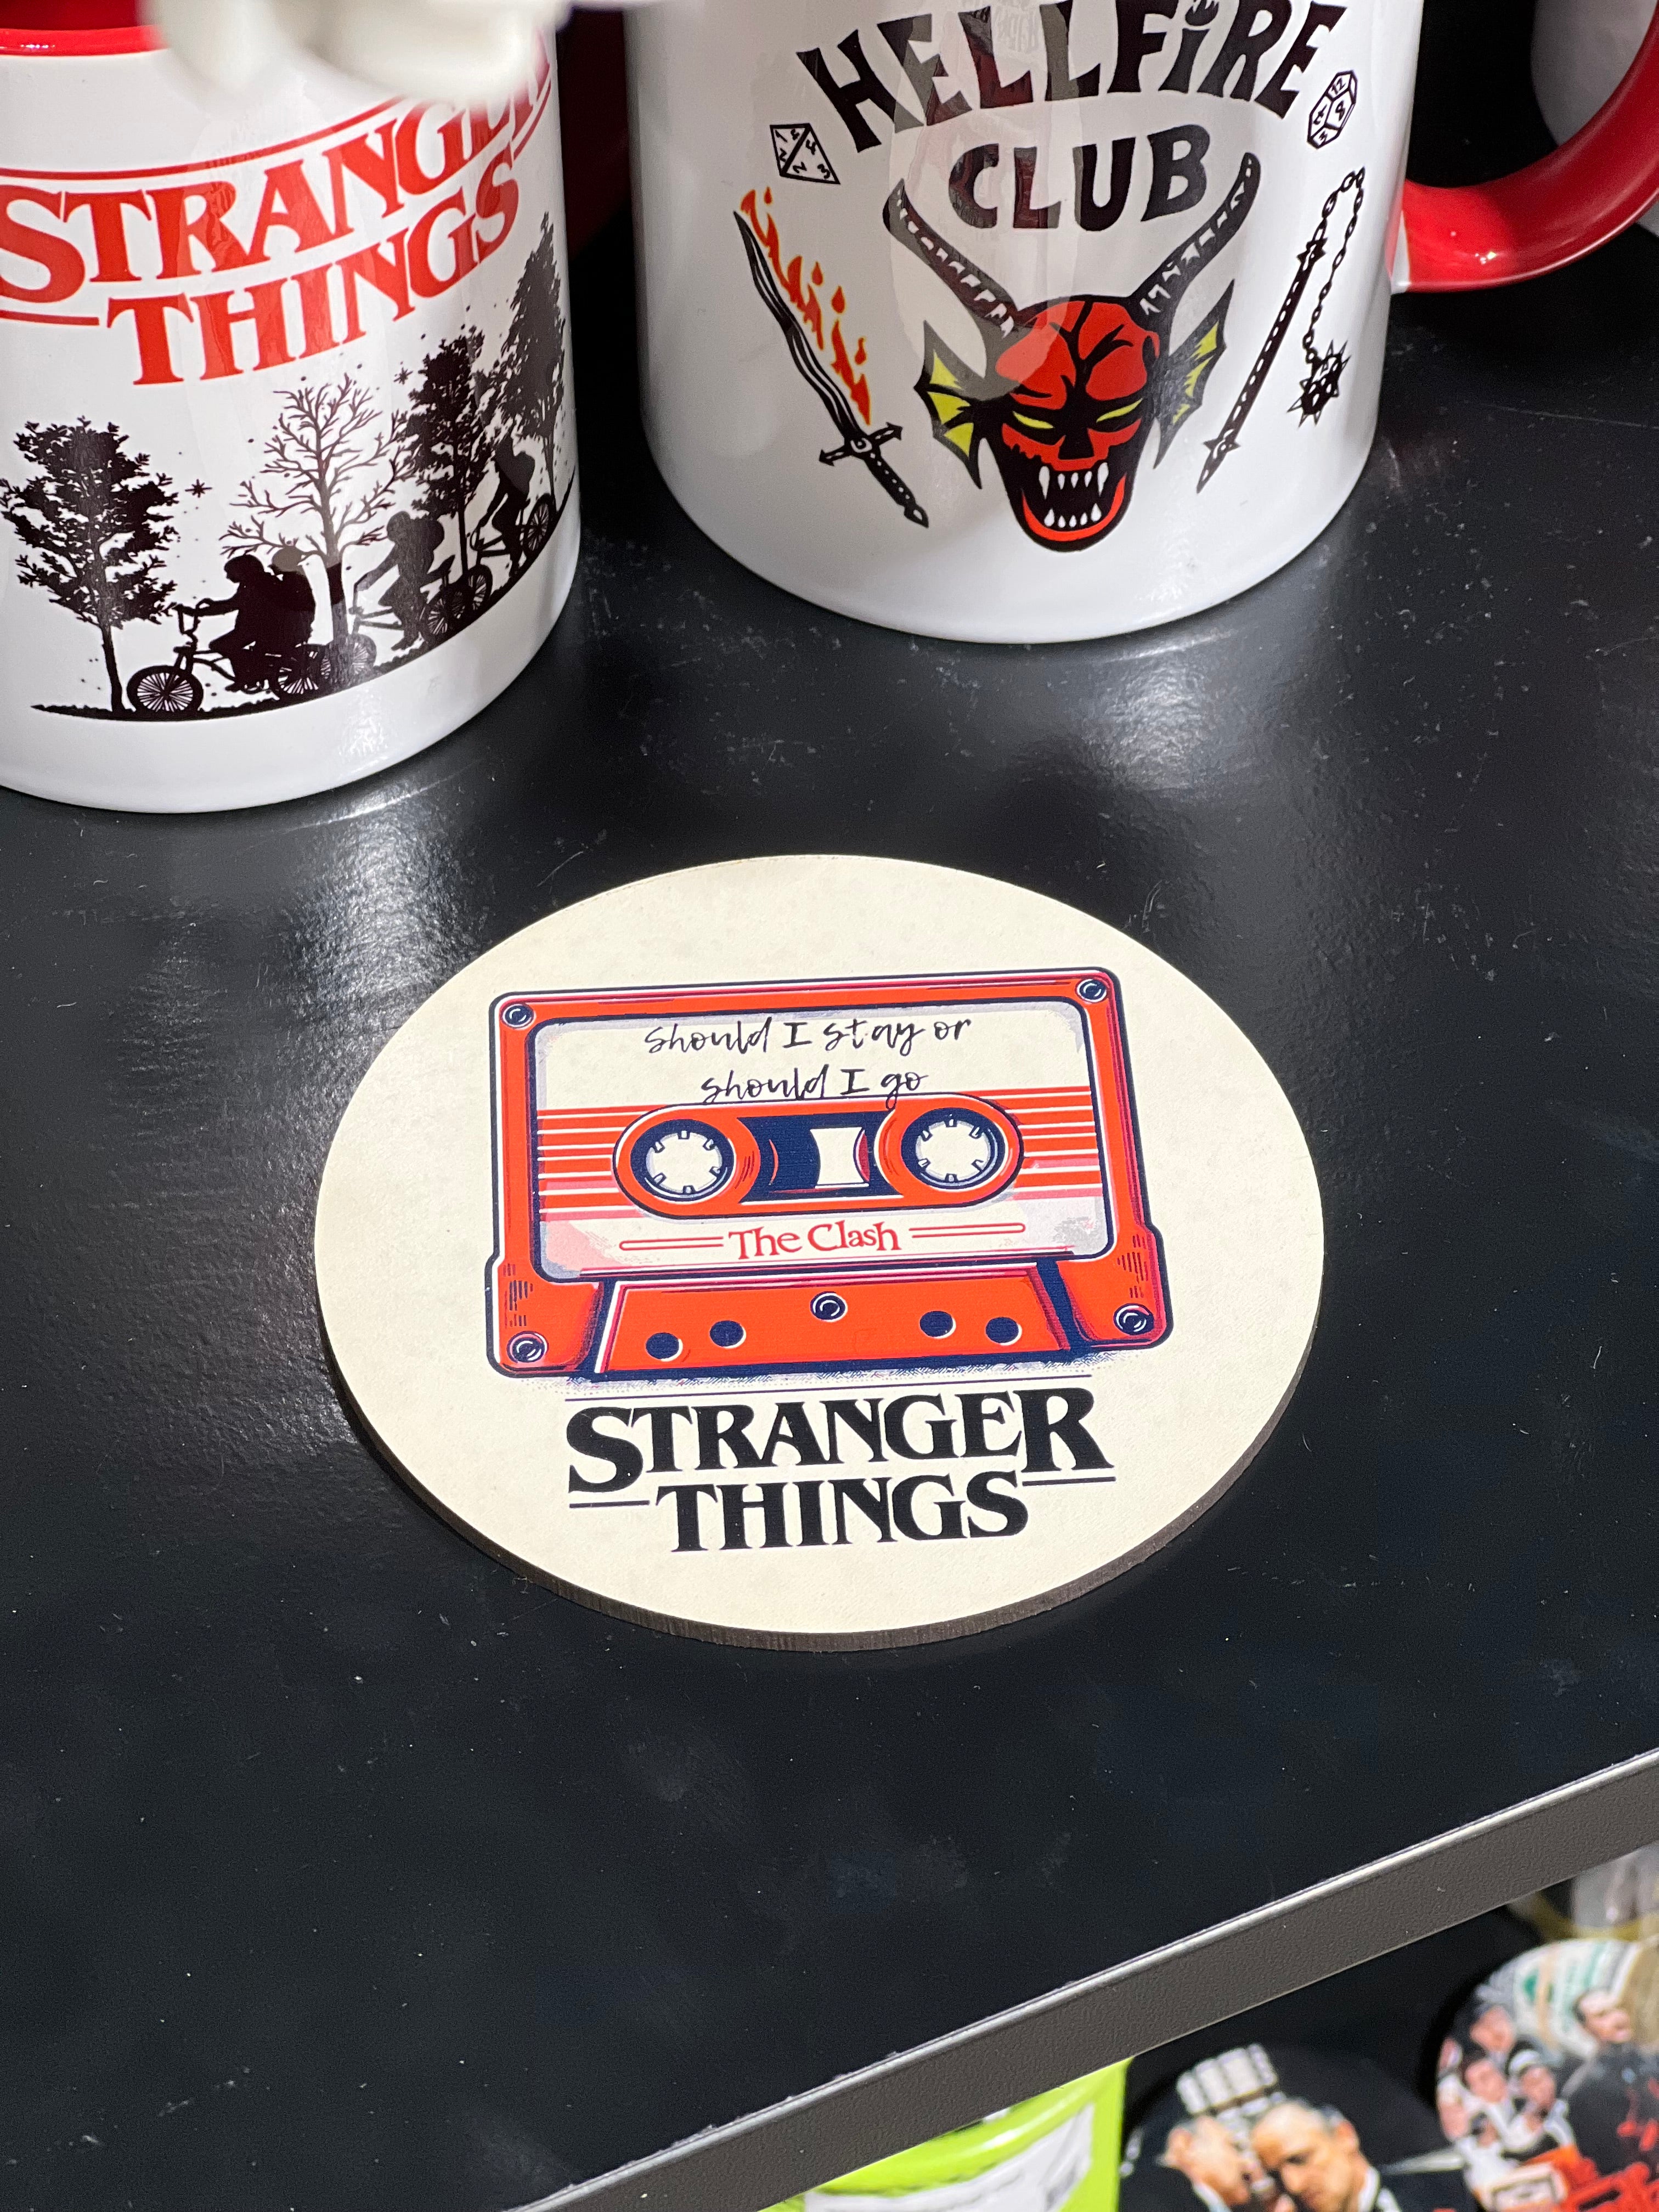 STRANGER
THINGS
HELLFIRE
CLUB
should I stay or
should I go
The Clash
STRANGER
THINGS